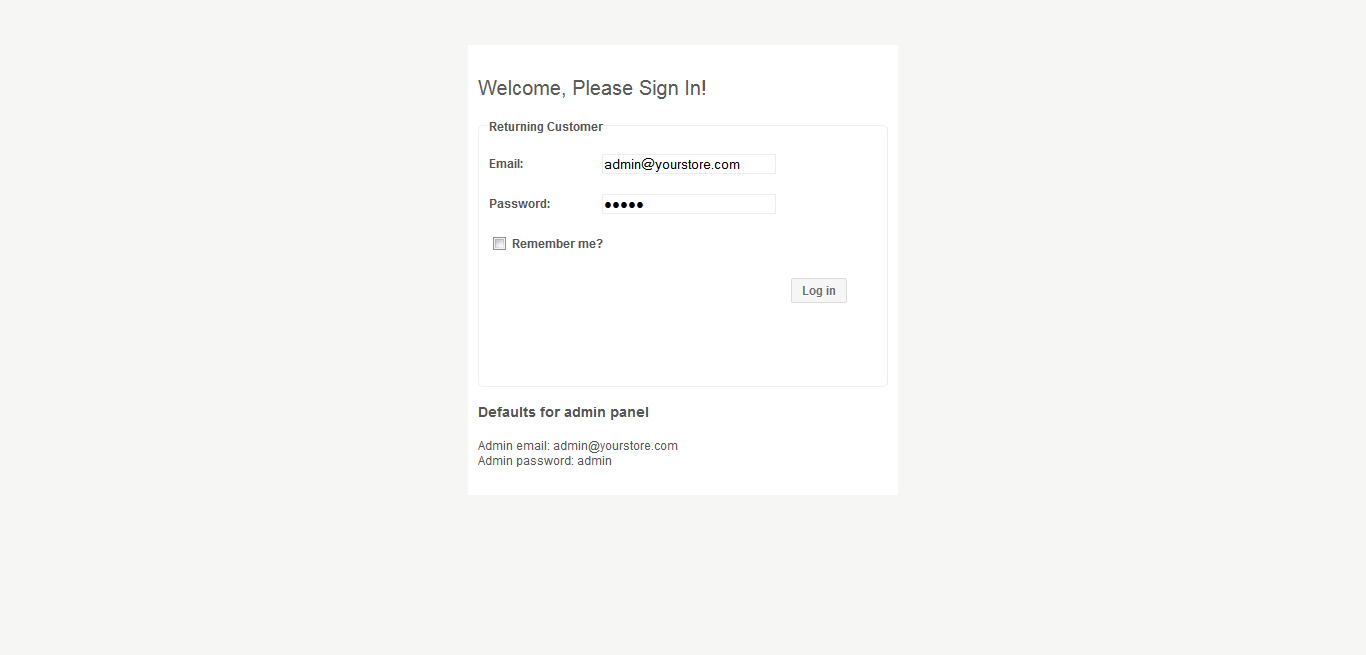 Welcome, Please Sign In!
Returning Customer
Email: admin@yourstore.com
Password: •••••
Remember me?
Log in
Defaults for admin panel
Admin email: admin@yourstore.com
Admin password: admin